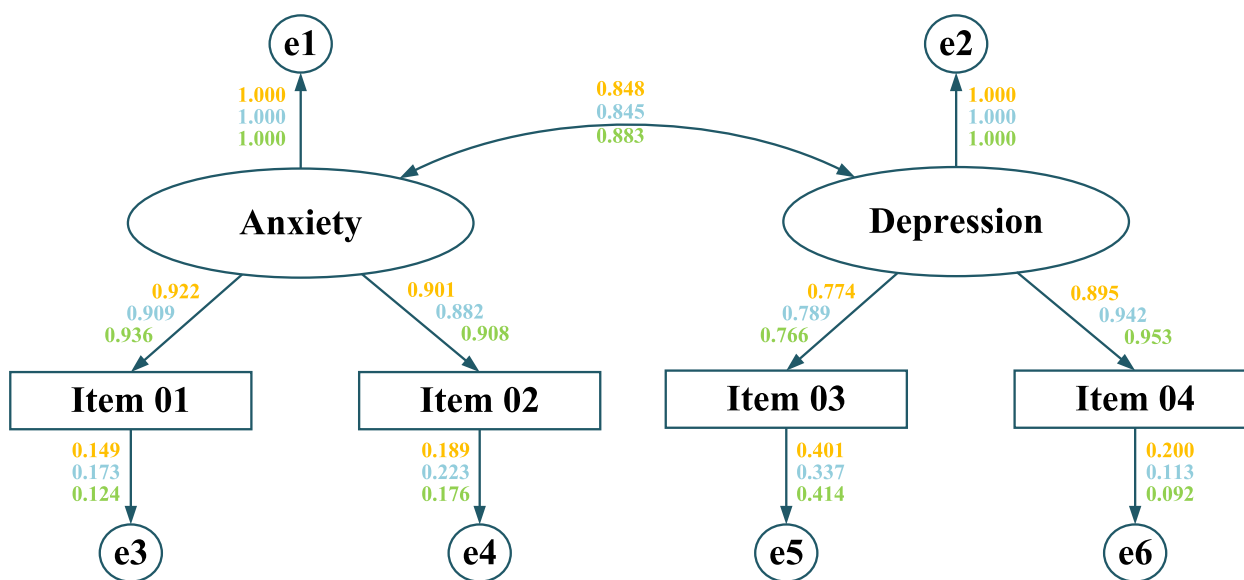 e1
e2
1.000
1.000
1.000
0.848
0.845
0.883
1.000
1.000
1.000
Anxiety
Depression
0.922
0.909
0.936
0.901
0.882
0.908
0.774
0.789
0.766
0.895
0.942
0.953
Item 01
Item 02
Item 03
Item 04
0.149
0.173
0.124
0.189
0.223
0.176
0.401
0.337
0.414
0.200
0.113
0.092
e3
e4
e5
e6